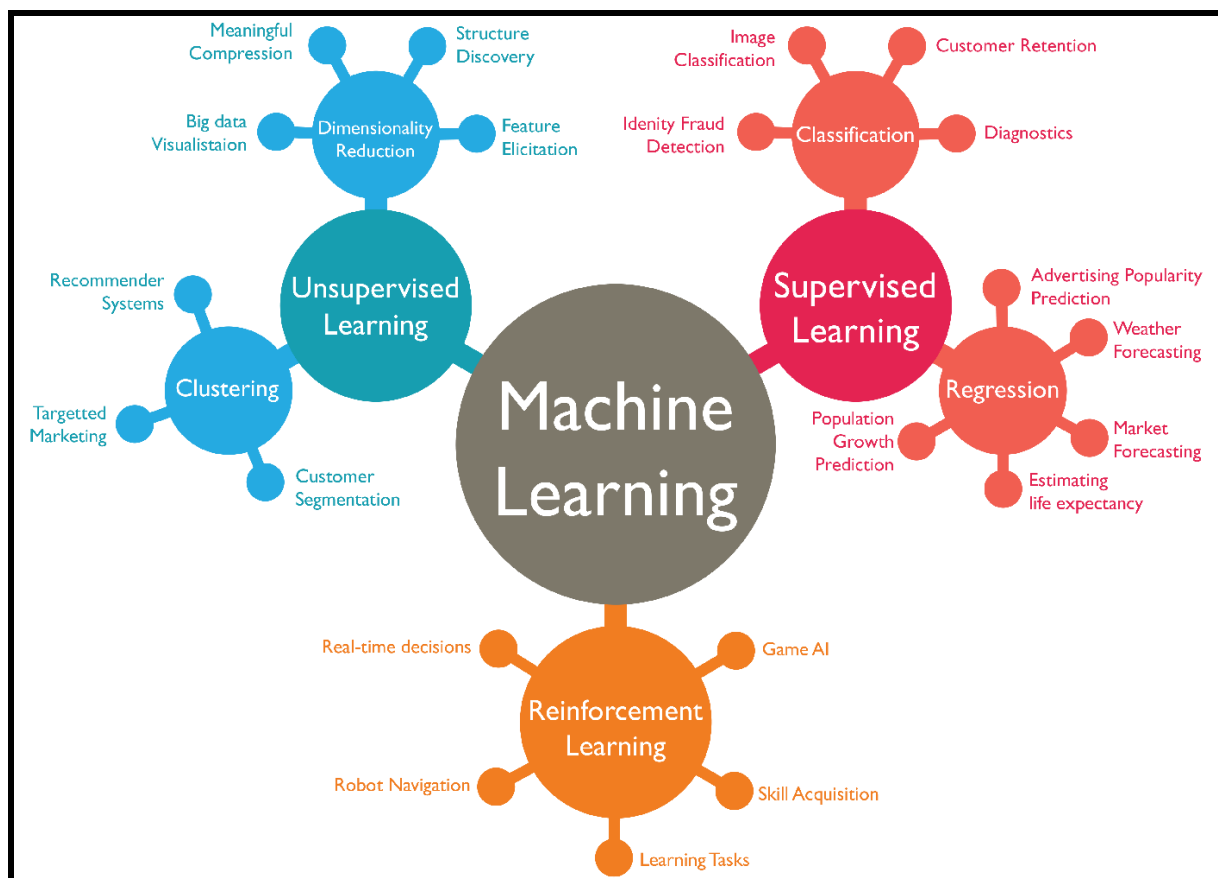 Meaningful
Compression
Structure
Discovery
Big data
Visualistaion
Dimensionality
Reduction
Feature
Elicitation
Image
Classification
Customer Retention
Idenity Fraud
Detection
Classification
Diagnostics
Unsupervised
Learning
Supervised
Learning
Recommender
Systems
Clustering
Targetted
Marketing
Customer
Segmentation
Advertising Popularity
Prediction
Weather
Forecasting
Regression
Population
Growth
Prediction
Market
Forecasting
Estimating
life expectancy
Machine
Learning
Real-time decisions
Game AI
Reinforcement
Learning
Robot Navigation
Skill Acquisition
Learning Tasks